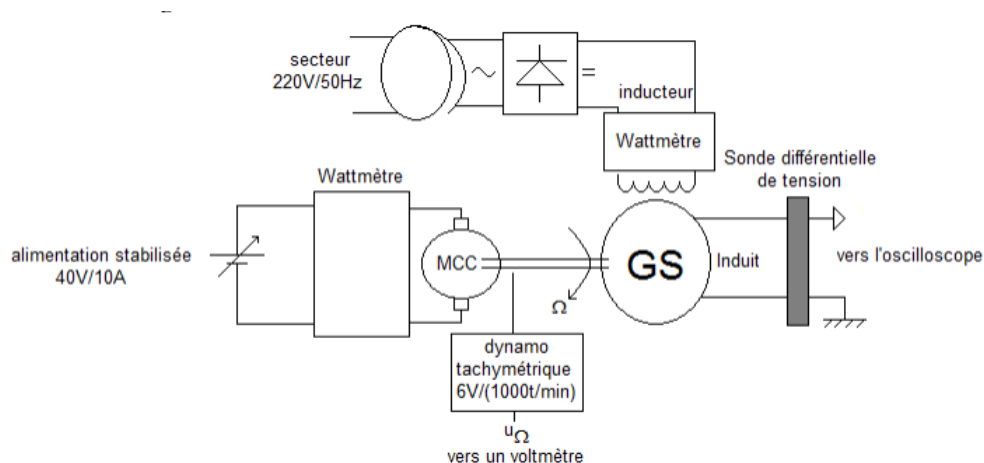 secteur
220V/50Hz
~
=
inducteur
Wattmètre
Sonde différentielle
de tension
Wattmètre
alimentation stabilisée
40V/10A
MCC
GS
Induit
vers l'oscilloscope
Ω
dynamo
tachymétrique
6V/(1000t/min)
uΩ
vers un voltmètre